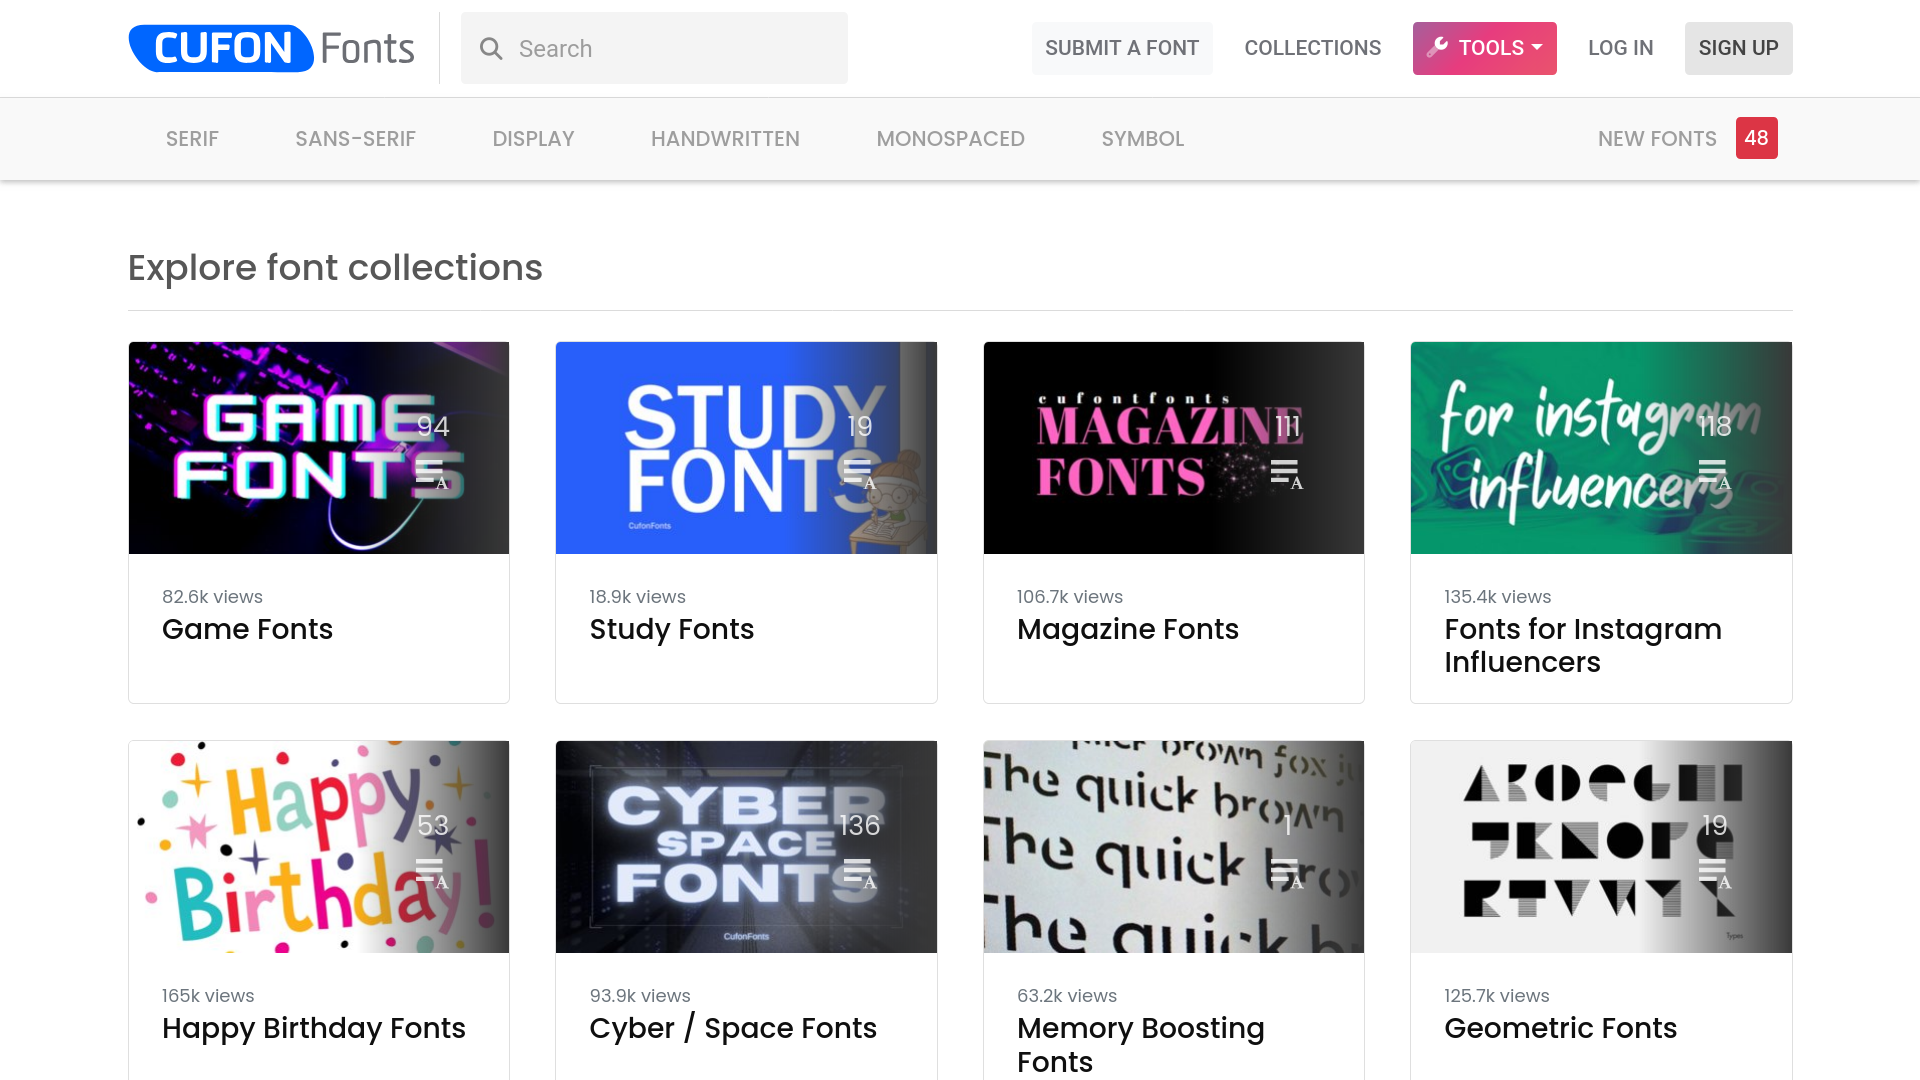 CUFON Fonts
Search
SUBMIT A FONT
COLLECTIONS
TOOLS
LOG IN
SIGN UP
SERIF
SANS-SERIF
DISPLAY
HANDWRITTEN
MONOSPACED
SYMBOL
NEW FONTS
48
Explore font collections
GAME
FONTS
94
A
STUDY
FONTS
CufonFonts
19
A
cufontfonts
MAGAZINE
FONTS
111
A
for instagram
influencers
118
A
82.6k views
Game Fonts
18.9k views
Study Fonts
106.7k views
Magazine Fonts
135.4k views
Fonts for Instagram
Influencers
Happy
Birthday!
53
A
CYBER
SPACE
FONTS
CufonFonts
136
A
brown fox
The quick brown
The quick bro
The quick b
1
A
19
A
Types
165k views
Happy Birthday Fonts
93.9k views
Cyber / Space Fonts
63.2k views
Memory Boosting
Fonts
125.7k views
Geometric Fonts